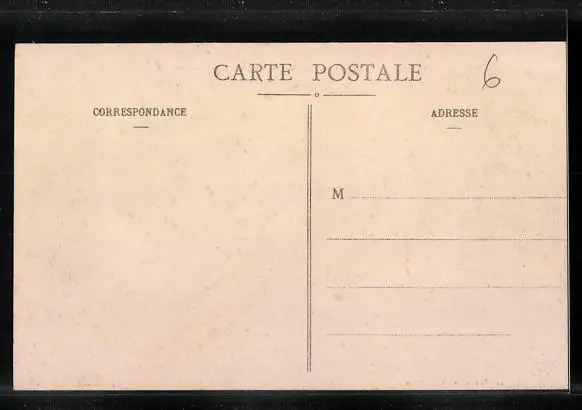 CARTE POSTALE 6
CORRESPONDANCE
ADRESSE
M